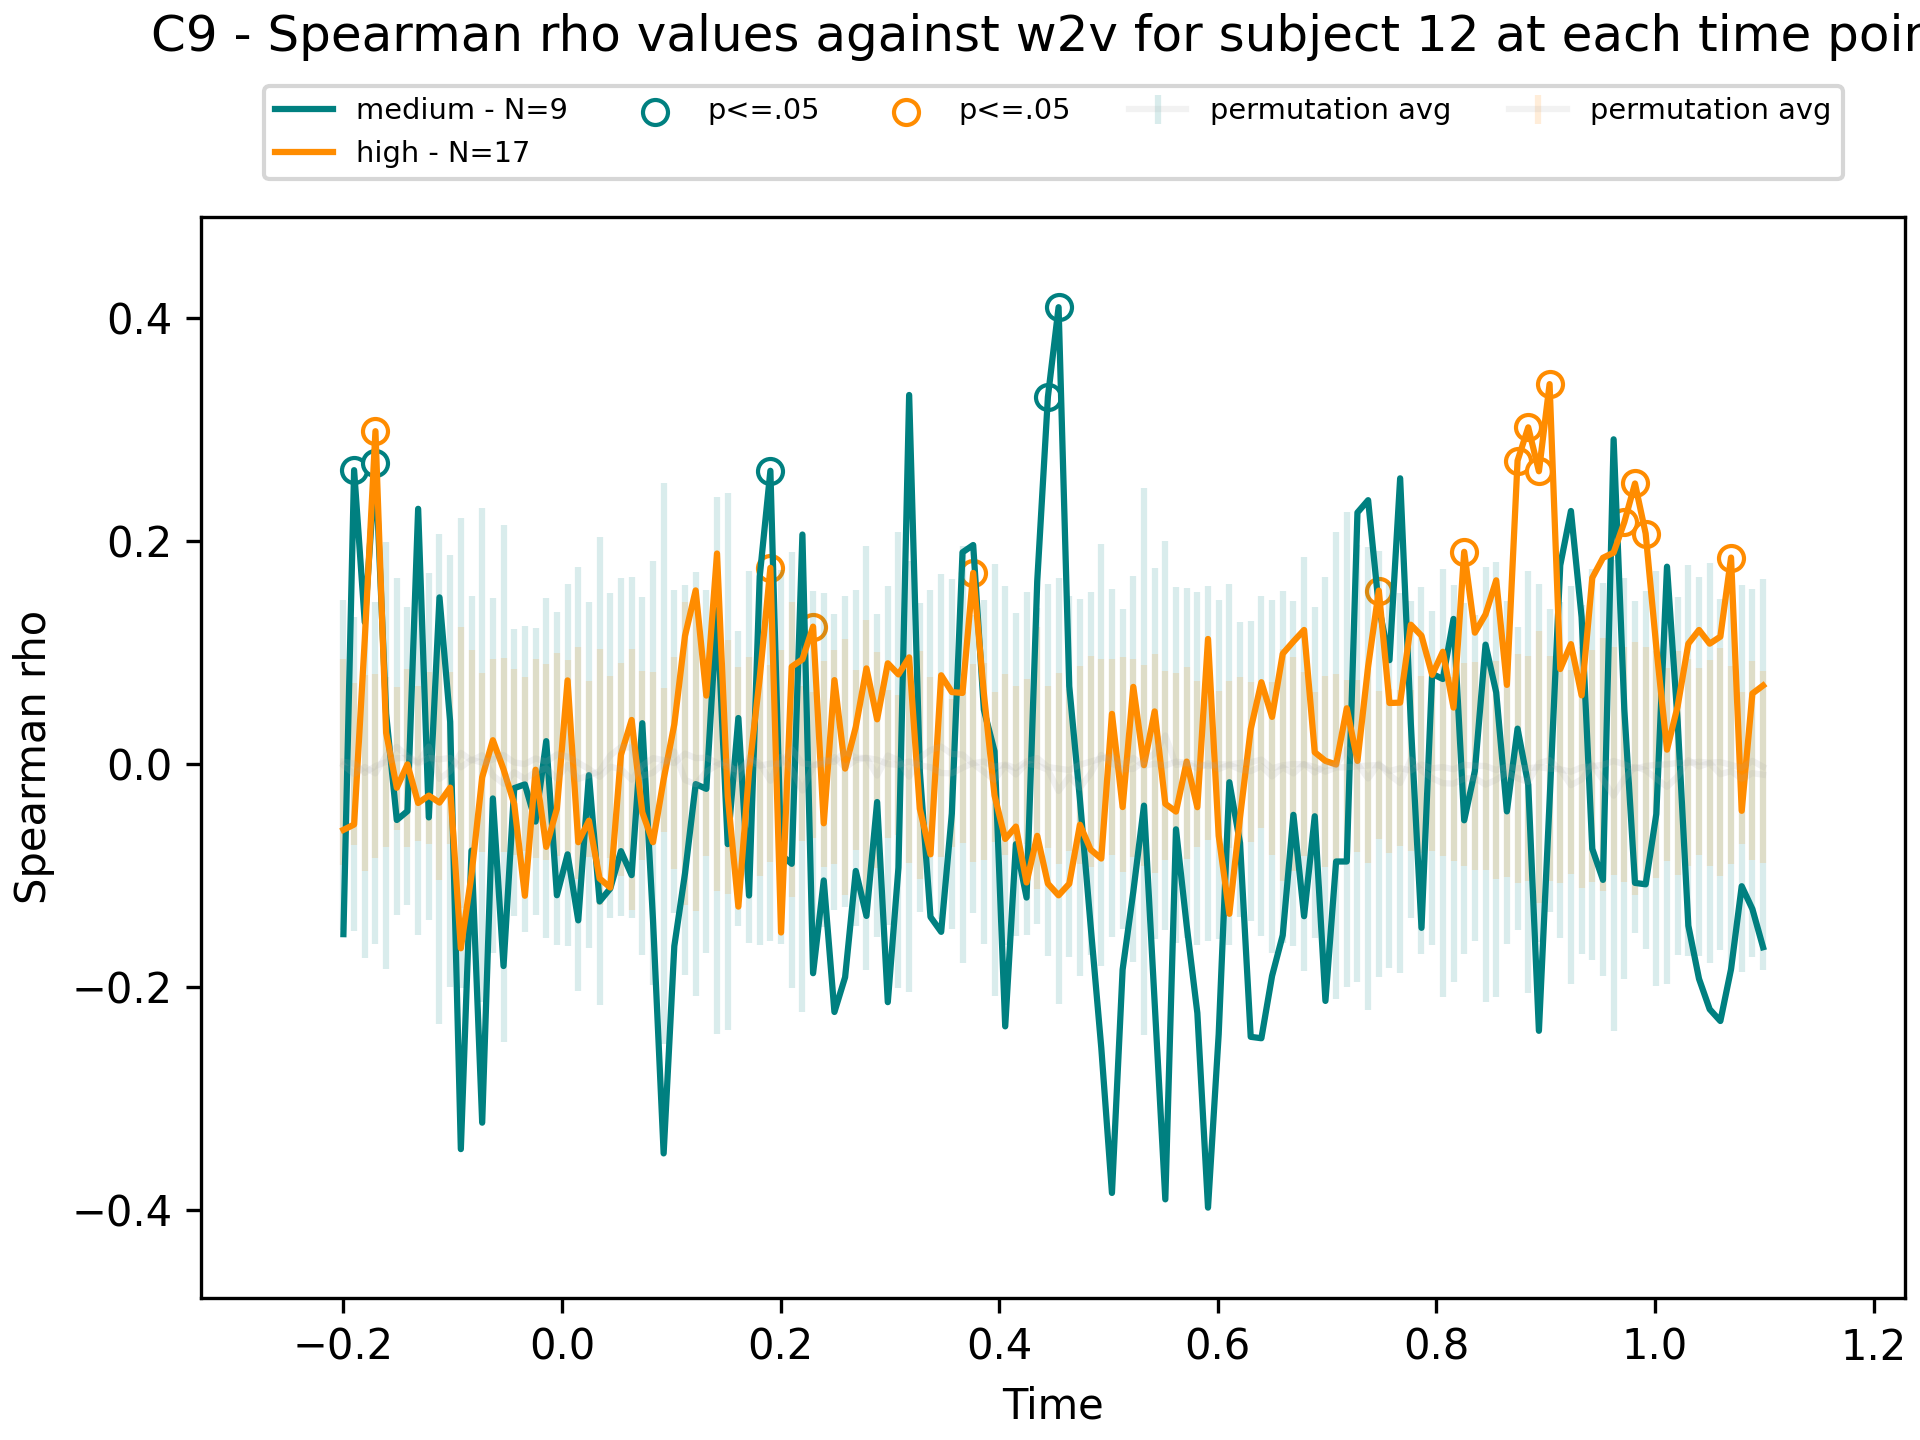 C9 - Spearman rho values against w2v for subject 12 at each time poin
medium - N=9
high - N=17
p<=.05
p<=.05
permutation avg
permutation avg
Spearman rho
0.4
0.2
0.0
−0.2
−0.4
−0.2
0.0
0.2
0.4
0.6
0.8
1.0
1.2
Time